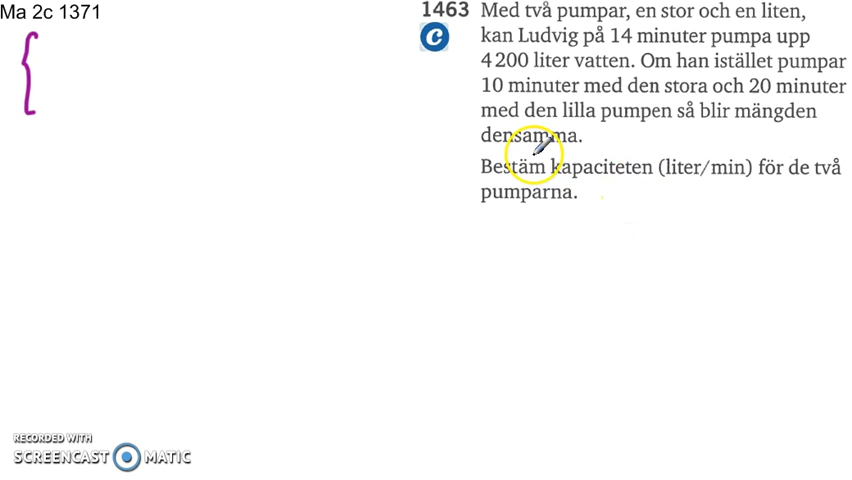 Ma 2c 1371
{
1463 Med två pumpar, en stor och en liten,
C kan Ludvig på 14 minuter pumpa upp
4 200 liter vatten. Om han istället pumpar
10 minuter med den stora och 20 minuter
med den lilla pumpen så blir mängden
densamma.
Bestäm kapaciteten (liter/min) för de två
pumparna.
RECORDED WITH
SCREENCAST MATIC